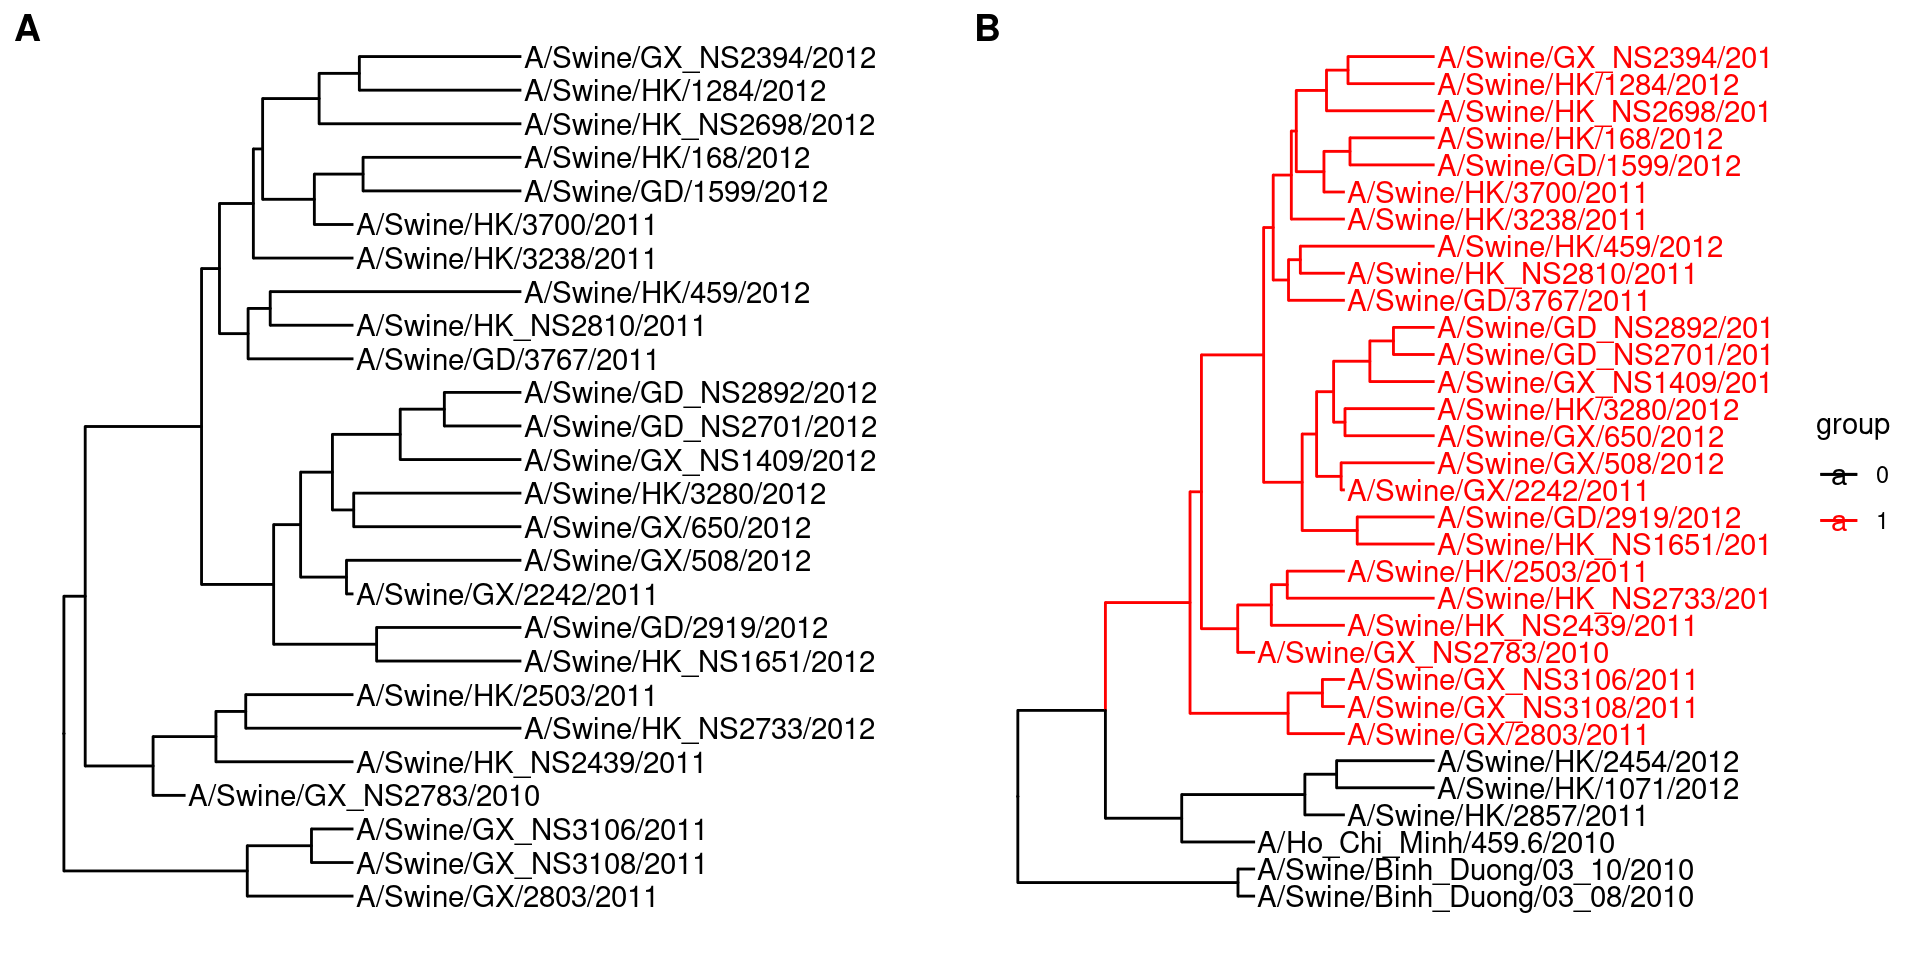 A
A/Swine/GX_NS2394/2012
A/Swine/HK/1284/2012
A/Swine/HK_NS2698/2012
A/Swine/HK/168/2012
A/Swine/GD/1599/2012
A/Swine/HK/3700/2011
A/Swine/HK/3238/2011
A/Swine/HK/459/2012
A/Swine/HK_NS2810/2011
A/Swine/GD/3767/2011
A/Swine/GD_NS2892/2012
A/Swine/GD_NS2701/2012
A/Swine/GX_NS1409/2012
A/Swine/HK/3280/2012
A/Swine/GX/650/2012
A/Swine/GX/508/2012
A/Swine/GX/2242/2011
A/Swine/GD/2919/2012
A/Swine/HK_NS1651/2012
A/Swine/HK/2503/2011
A/Swine/HK_NS2733/2012
A/Swine/HK_NS2439/2011
A/Swine/GX_NS2783/2010
A/Swine/GX_NS3106/2011
A/Swine/GX_NS3108/2011
A/Swine/GX/2803/2011
B
A/Swine/GX_NS2394/201
A/Swine/HK/1284/2012
A/Swine/HK_NS2698/201
A/Swine/HK/168/2012
A/Swine/GD/1599/2012
A/Swine/HK/3700/2011
A/Swine/HK/3238/2011
A/Swine/HK/459/2012
A/Swine/HK_NS2810/2011
A/Swine/GD/3767/2011
A/Swine/GD_NS2892/201
A/Swine/GD_NS2701/201
A/Swine/GX_NS1409/201
A/Swine/HK/3280/2012
A/Swine/GX/650/2012
A/Swine/GX/508/2012
A/Swine/GX/2242/2011
A/Swine/GD/2919/2012
A/Swine/HK_NS1651/201
A/Swine/HK/2503/2011
A/Swine/HK_NS2733/201
A/Swine/HK_NS2439/2011
A/Swine/GX_NS2783/2010
A/Swine/GX_NS3106/2011
A/Swine/GX_NS3108/2011
A/Swine/GX/2803/2011
A/Swine/HK/2454/2012
A/Swine/HK/1071/2012
A/Swine/HK/2857/2011
A/Ho_Chi_Minh/459.6/2010
A/Swine/Binh_Duong/03_10/2010
A/Swine/Binh_Duong/03_08/2010
group
a 0
a 1